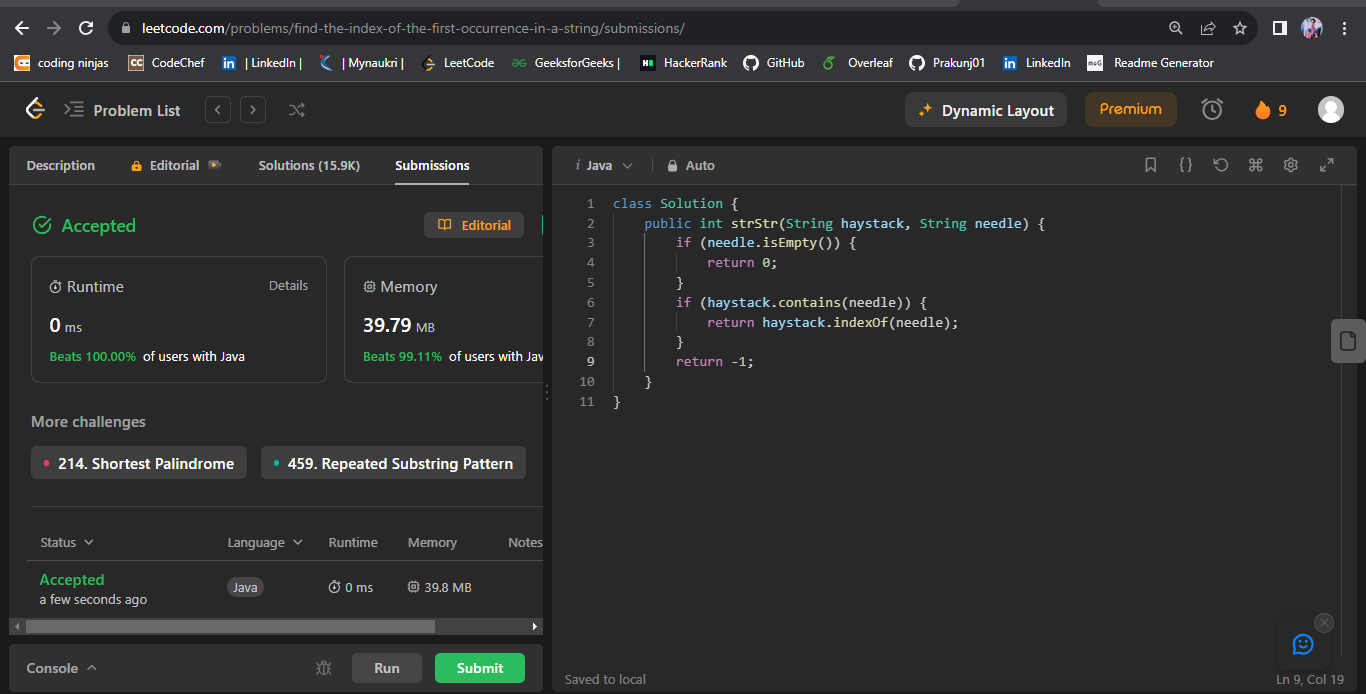 leetcode.com/problems/find-the-index-of-the-first-occurrence-in-a-string/submissions/
coding ninjas CC CodeChef in | LinkedIn | | Mynaukri | LeetCode GeeksforGeeks | H HackerRank GitHub Overleaf Prakunj01 in LinkedIn Readme Generator
Problem List Dynamic Layout Premium 9
Description Editorial Solutions (15.9K) Submissions
i Java Auto
Accepted Editorial
Runtime Details
0 ms
Beats 100.00% of users with Java
Memory
39.79 MB
Beats 99.11% of users with Jav
More challenges
214. Shortest Palindrome 459. Repeated Substring Pattern
Status Language Runtime Memory Notes
Accepted
a few seconds ago
Java 0 ms 39.8 MB
Console Run Submit
1 class Solution {
2 public int strStr(String haystack, String needle) {
3 if (needle.isEmpty()) {
4 return 0;
5 }
6 if (haystack.contains(needle)) {
7 return haystack.indexOf(needle);
8 }
9 return -1;
10 }
11 }
Saved to local Ln 9, Col 19